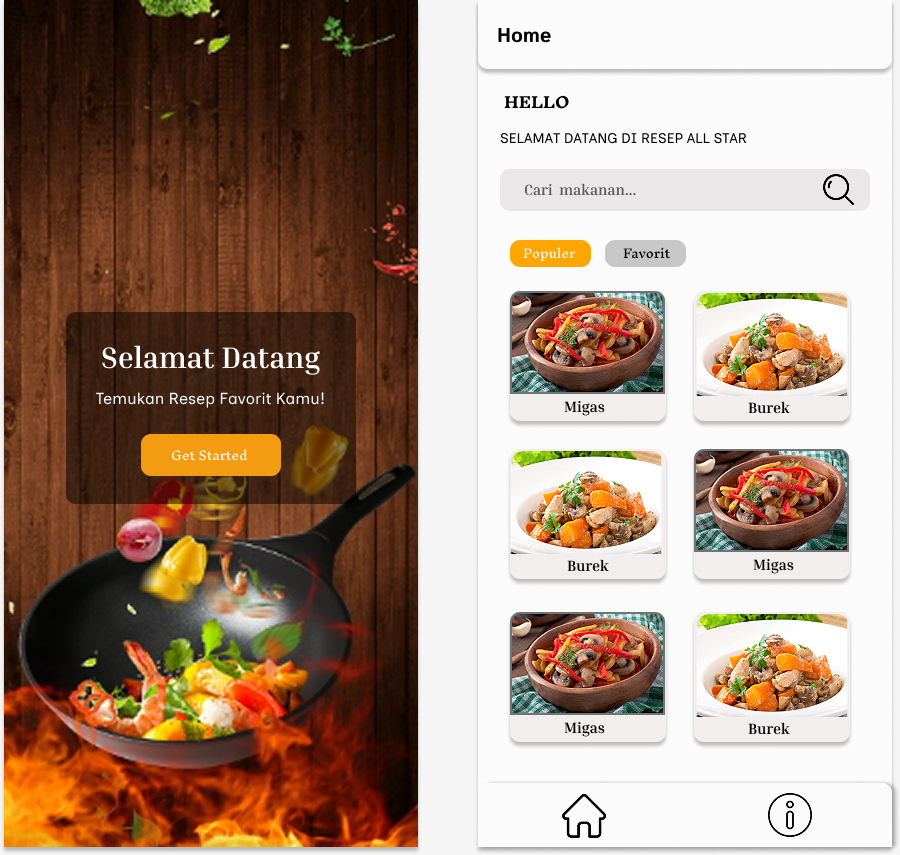 Selamat Datang
Temukan Resep Favorit Kamu!
Get Started
Home
HELLO
SELAMAT DATANG DI RESEP ALL STAR
Cari makanan...
Populer
Favorit
Migas
Burek
Burek
Migas
Migas
Burek